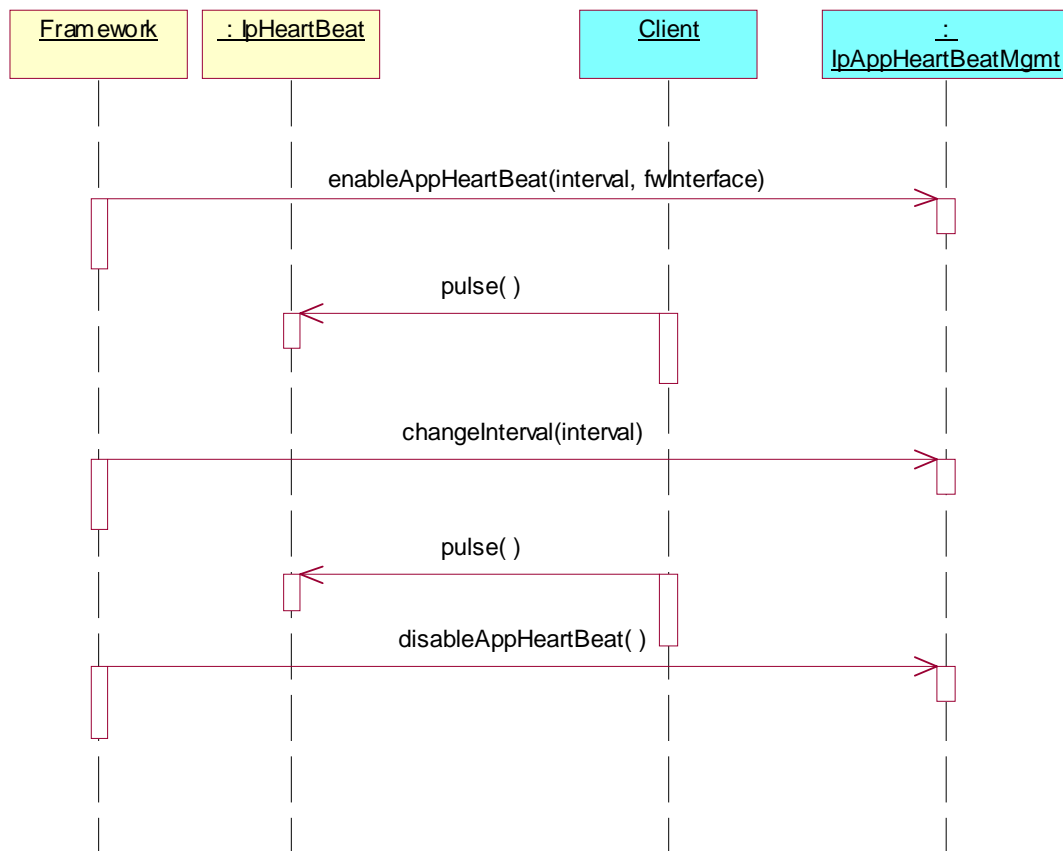 Framework
: IpHeartBeat
Client
:
IpAppHeartBeatMgmt
enableAppHeartBeat(interval, fwInterface)
pulse( )
changeInterval(interval)
pulse( )
disableAppHeartBeat( )